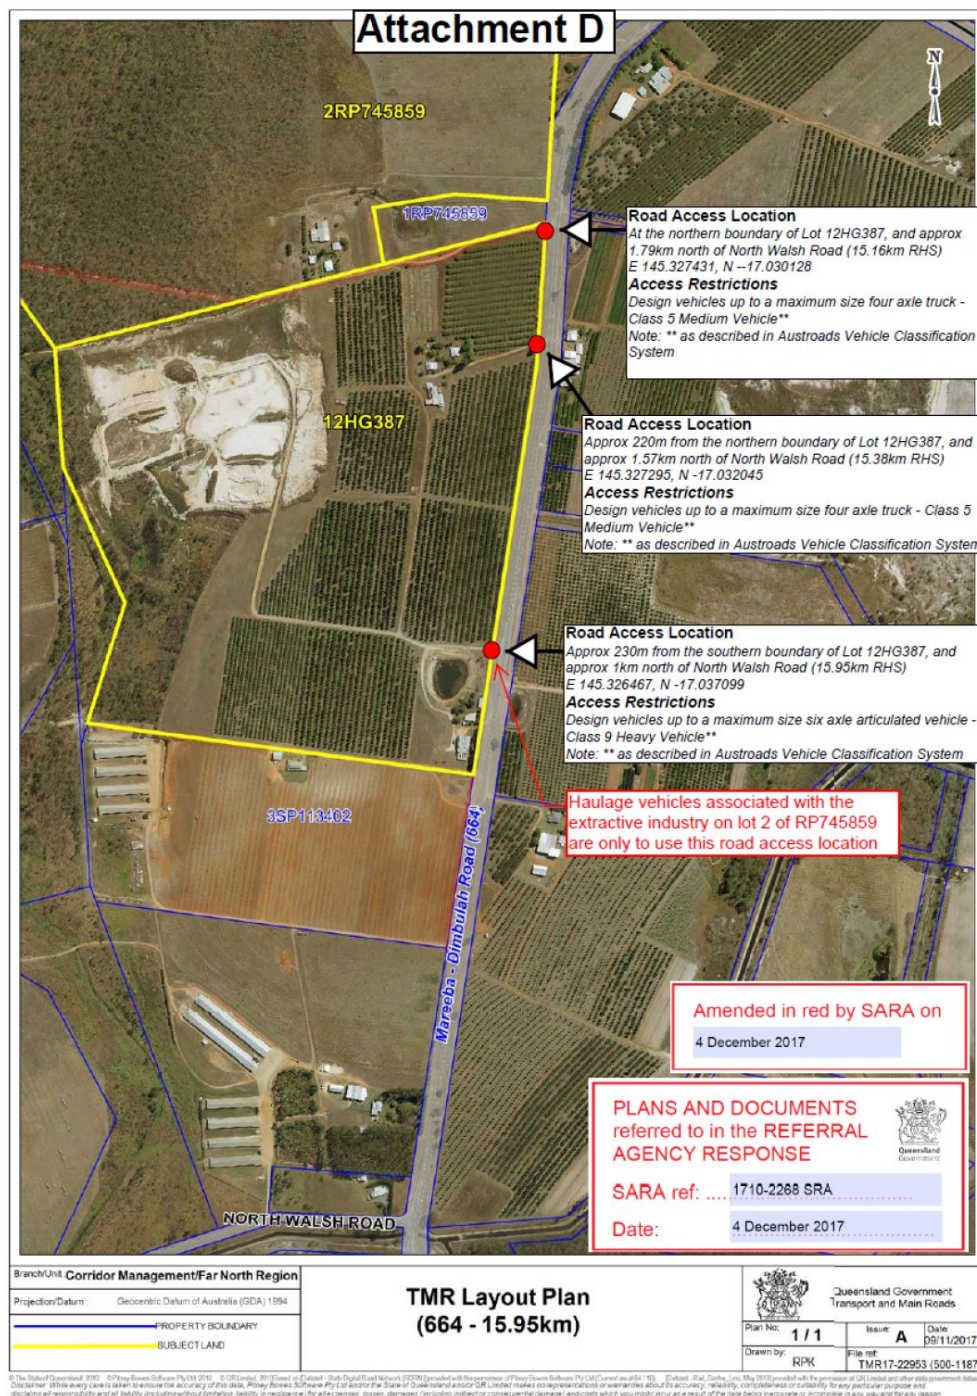 Attachment D
N
2RP745859
1RP745859
Road Access Location
At the northern boundary of Lot 12HG387, and approx
1.79km north of North Walsh Road (15.16km RHS)
E 145.327431, N --17.030128
Access Restrictions
Design vehicles up to a maximum size four axle truck -
Class 5 Medium Vehicle**
Note: ** as described in Austroads Vehicle Classification
System
12HG387
Road Access Location
Approx 220m from the northern boundary of Lot 12HG387, and
approx 1.57km north of North Walsh Road (15.38km RHS)
E 145.327295, N -17.032045
Access Restrictions
Design vehicles up to a maximum size four axle truck - Class 5
Medium Vehicle**
Note: ** as described in Austroads Vehicle Classification System
Road Access Location
Approx 230m from the southern boundary of Lot 12HG387, and
approx 1km north of North Walsh Road (15.95km RHS)
E 145.326467, N -17.037099
Access Restrictions
Design vehicles up to a maximum size six axle articulated vehicle -
Class 9 Heavy Vehicle**
Note: ** as described in Austroads Vehicle Classification System
Haulage vehicles associated with the
extractive industry on lot 2 of RP745859
are only to use this road access location
3SP113402
Mareeba - Dimbulah Road (664)
Amended in red by SARA on
4 December 2017
PLANS AND DOCUMENTS
referred to in the REFERRAL
AGENCY RESPONSE
Queensland
Government
SARA ref: 1710-2268 SRA
Date: 4 December 2017
NORTH WALSH ROAD
Branch/Unit: Corridor Management/Far North Region
Projection/Datum: Geocentric Datum of Australia (GDA) 1994
PROPERTY BOUNDARY
SUBJECT LAND
TMR Layout Plan
(664 - 15.95km)
Queensland Government
Transport and Main Roads
Plan No: 1 / 1
Issue: A
Date: 09/11/2017
Drawn by: RPK
File ref: TMR17-22953 (500-1187